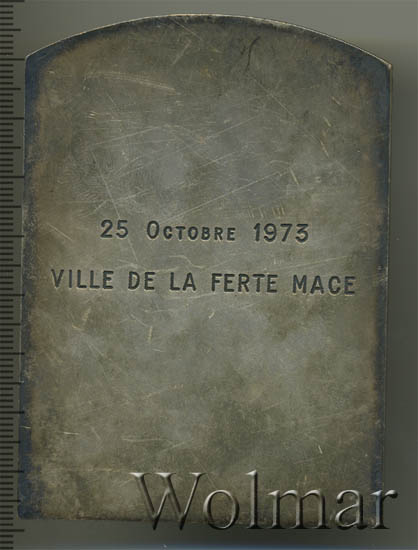 25 OCTOBRE 1973
VILLE DE LA FERTE MACE
Wolmar